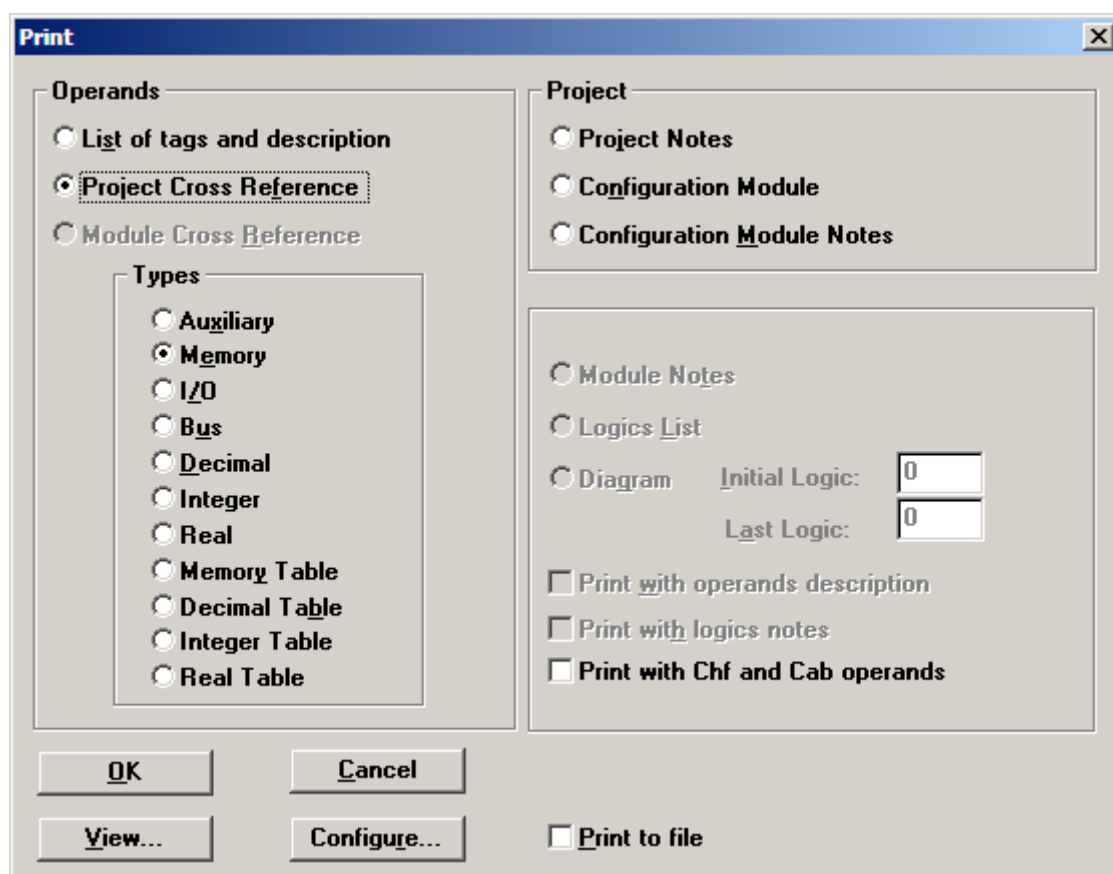 Print
Operands
List of tags and description
Project Cross Reference
Module Cross Reference
Types
Auxiliary
Memory
I/O
Bus
Decimal
Integer
Real
Memory Table
Decimal Table
Integer Table
Real Table
Project
Project Notes
Configuration Module
Configuration Module Notes
Module Notes
Logics List
Diagram Initial Logic: 0
Last Logic: 0
Print with operands description
Print with logics notes
Print with Chf and Cab operands
OK Cancel
View... Configure... Print to file